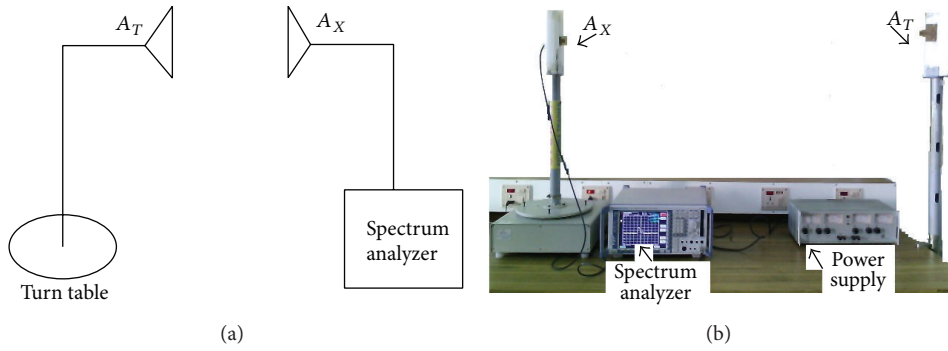 A_T
A_X
Spectrum
analyzer
Turn table
(a)
A_X
A_T
Spectrum
analyzer
Power
supply
(b)